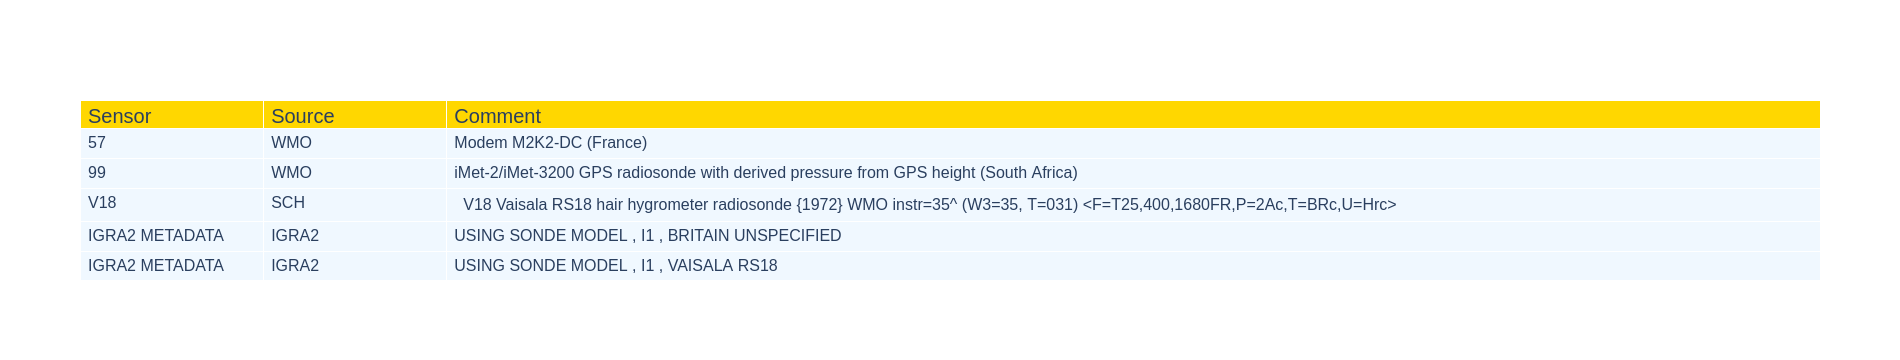 Sensor Source Comment
57 WMO Modem M2K2-DC (France)
99 WMO iMet-2/iMet-3200 GPS radiosonde with derived pressure from GPS height (South Africa)
V18 SCH V18 Vaisala RS18 hair hygrometer radiosonde {1972} WMO instr=35^ (W3=35, T=031) <F=T25,400,1680FR,P=2Ac,T=BRc,U=Hrc>
IGRA2 METADATA IGRA2 USING SONDE MODEL , I1 , BRITAIN UNSPECIFIED
IGRA2 METADATA IGRA2 USING SONDE MODEL , I1 , VAISALA RS18